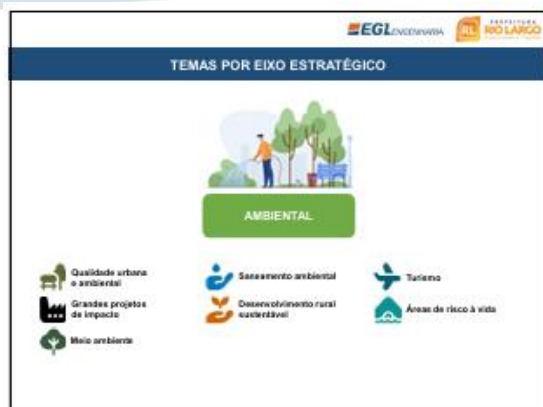 EGL ENGENHARIA
RL
PREFEITURA
RIO LARGO
TEMAS POR EIXO ESTRATÉGICO
AMBIENTAL
Qualidade urbana
e ambiental
Saneamento ambiental
Turismo
Grandes projetos
de impacto
Desenvolvimento rural
sustentável
Áreas de risco à vida
Meio ambiente